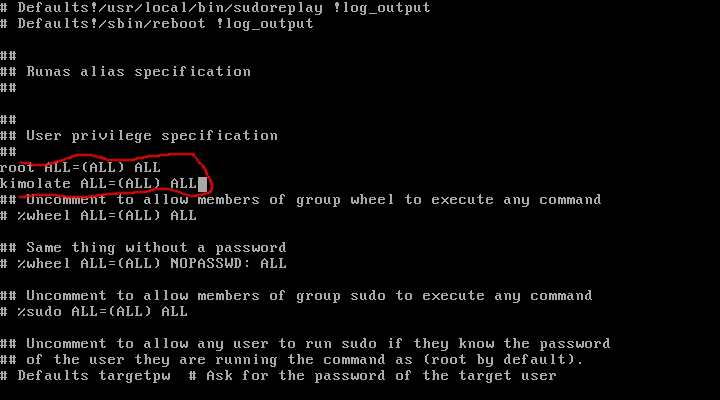 # Defaults!/usr/local/bin/sudoreplay !log_output
# Defaults!/sbin/reboot !log_output
##
## Runas alias specification
##
##
## User privilege specification
##
root ALL=(ALL) ALL
kimolate ALL=(ALL) ALL
## Uncomment to allow members of group wheel to execute any command
# %wheel ALL=(ALL) ALL
## Same thing without a password
# %wheel ALL=(ALL) NOPASSWD: ALL
## Uncomment to allow members of group sudo to execute any command
# %sudo ALL=(ALL) ALL
## Uncomment to allow any user to run sudo if they know the password
## of the user they are running the command as (root by default).
# Defaults targetpw  # Ask for the password of the target user